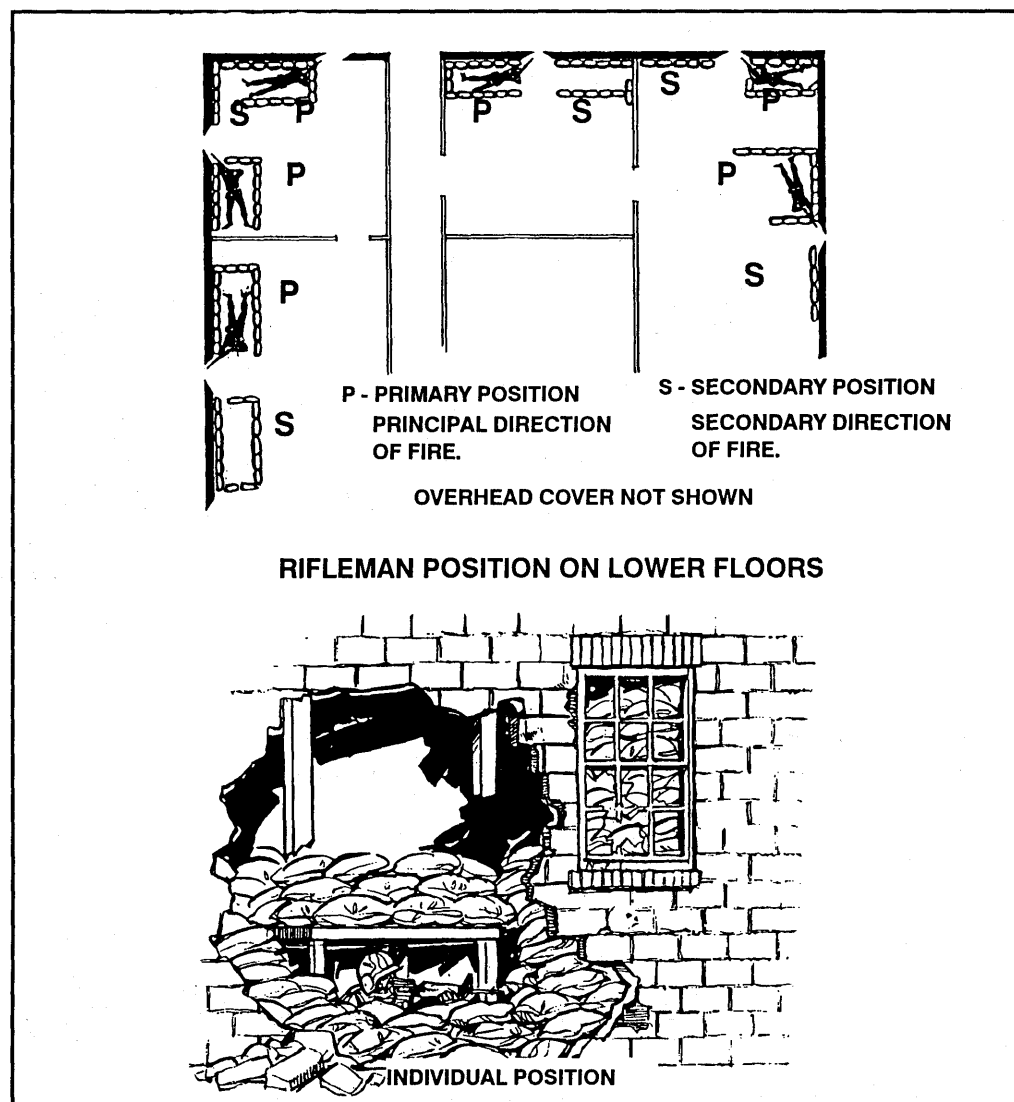 S P
P
S
S
P
P
P
P
S
S
P - PRIMARY POSITION
PRINCIPAL DIRECTION
OF FIRE.
S - SECONDARY POSITION
SECONDARY DIRECTION
OF FIRE.
OVERHEAD COVER NOT SHOWN
RIFLEMAN POSITION ON LOWER FLOORS
INDIVIDUAL POSITION